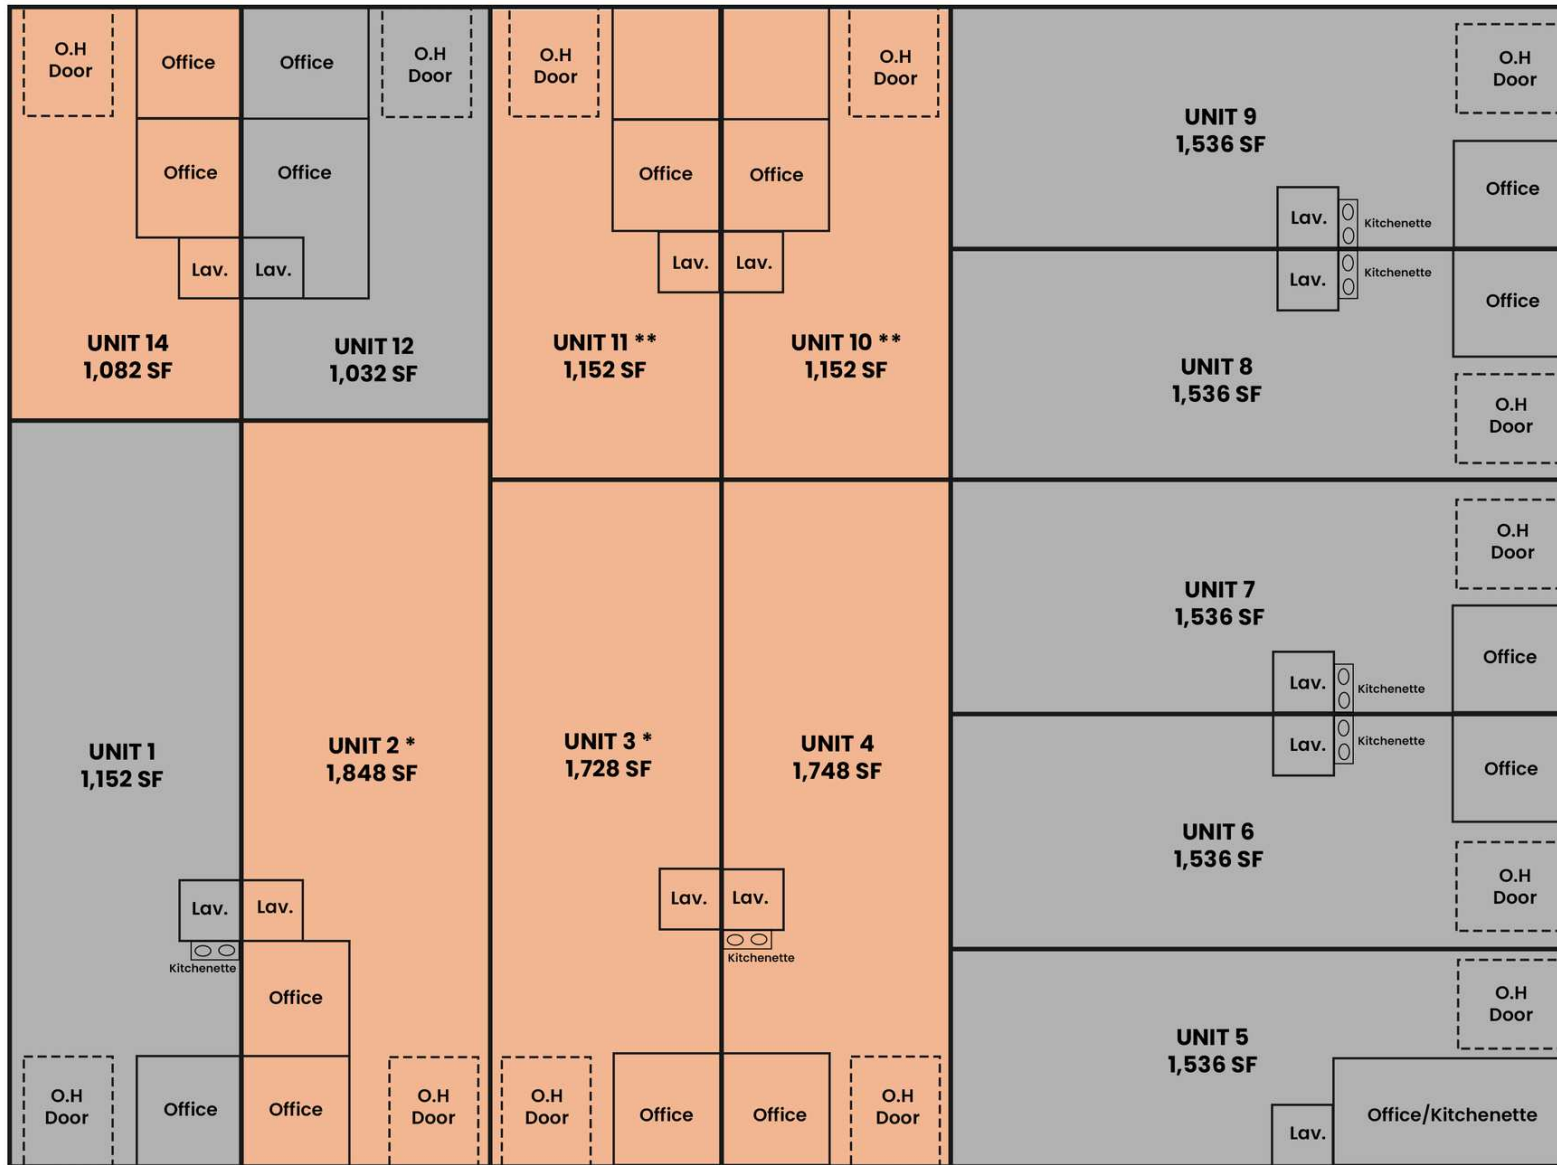 O.H
Door
Office
Office
O.H
Door
O.H
Door
O.H
Door
O.H
Door
Office
Office
Office
Office
Lav.
Lav.
Lav.
Lav.
UNIT 14
1,082 SF
UNIT 12
1,032 SF
UNIT 11 **
1,152 SF
UNIT 10 **
1,152 SF
UNIT 9
1,536 SF
Office
Lav.
Kitchenette
Lav.
Kitchenette
Office
UNIT 8
1,536 SF
O.H
Door
O.H
Door
UNIT 7
1,536 SF
Office
Lav.
Kitchenette
Lav.
Kitchenette
Office
UNIT 6
1,536 SF
O.H
Door
UNIT 1
1,152 SF
UNIT 2 *
1,848 SF
UNIT 3 *
1,728 SF
UNIT 4
1,748 SF
Lav.
Lav.
Lav.
Lav.
Kitchenette
Kitchenette
Office
O.H
Door
Office
Office
O.H
Door
O.H
Door
Office
Office
O.H
Door
UNIT 5
1,536 SF
O.H
Door
Office/Kitchenette
Lav.